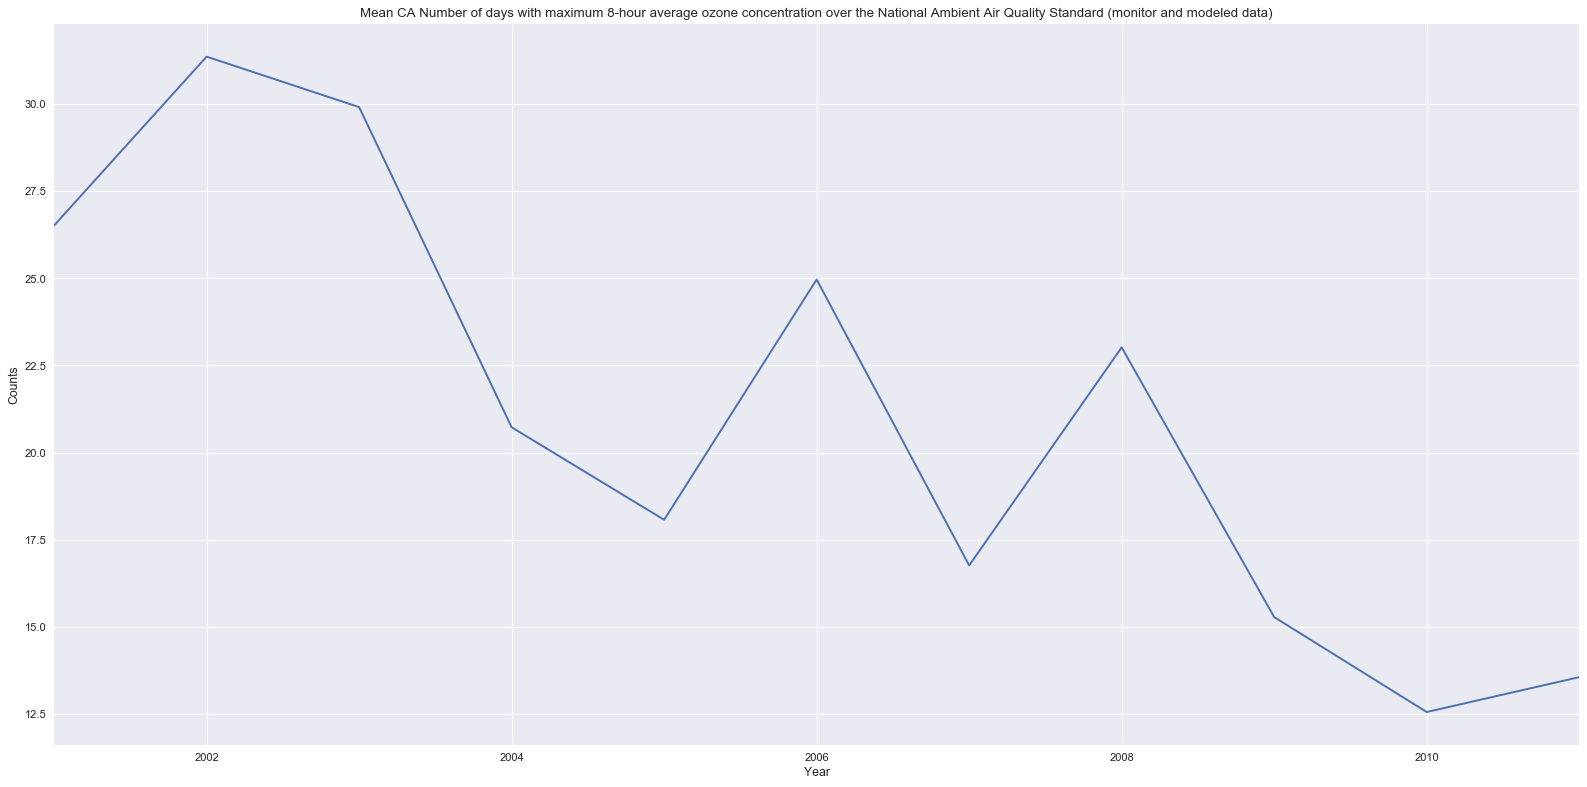 Mean CA Number of days with maximum 8-hour average ozone concentration over the National Ambient Air Quality Standard (monitor and modeled data)
30.0
27.5
25.0
22.5
20.0
17.5
15.0
12.5
Counts
2002 2004 2006 2008 2010
Year